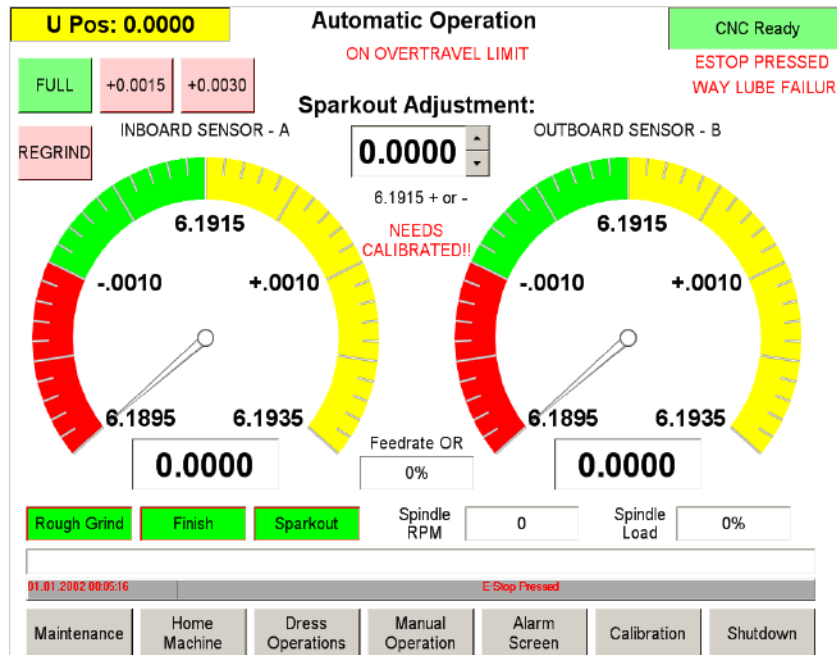 U Pos: 0.0000
Automatic Operation
CNC Ready
ON OVERTRAVEL LIMIT
ESTOP PRESSED
WAY LUBE FAILUR
FULL
+0.0015
+0.0030
Sparkout Adjustment:
REGRIND
INBOARD SENSOR - A
0.0000
OUTBOARD SENSOR - B
6.1915 + or -
NEEDS
CALIBRATED!!
6.1915
-.0010
+.0010
6.1895
6.1935
0.0000
6.1915
-.0010
+.0010
6.1895
6.1935
0.0000
Feedrate OR
0%
Rough Grind
Finish
Sparkout
Spindle
RPM
0
Spindle
Load
0%
01.01.2002 00:05:16
E-Stop Pressed
Maintenance
Home
Machine
Dress
Operations
Manual
Operation
Alarm
Screen
Calibration
Shutdown